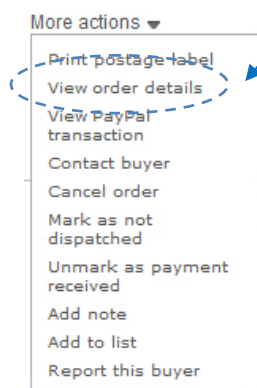 More actions
Print postage label
View order details
View PayPal
transaction
Contact buyer
Cancel order
Mark as not
dispatched
Unmark as payment
received
Add note
Add to list
Report this buyer